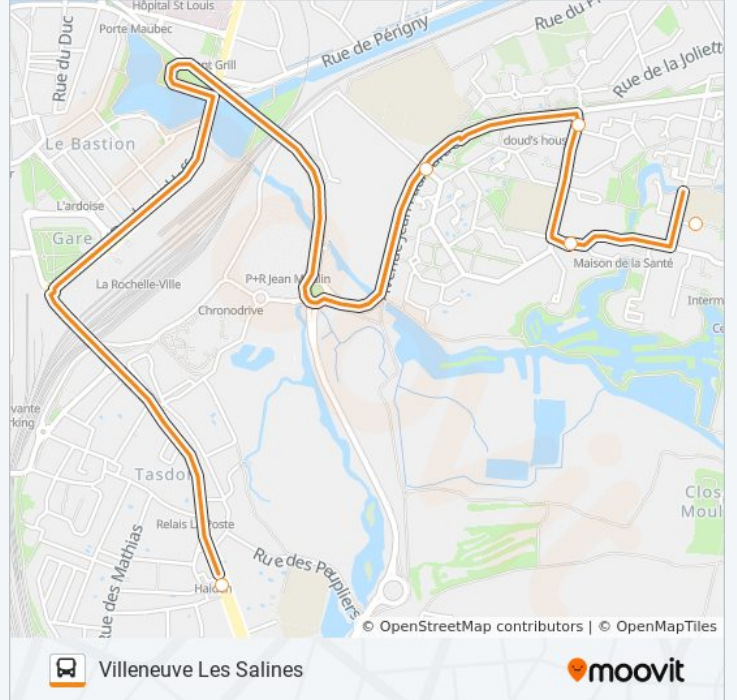 Hôpital St Louis
Porte Maubec
Rue du Duc
Rue de Périgny
Rue de la Joliett
Le Bastion
doud's hous
L'ardoise
Gare
Maison de la Santé
La Rochelle-Ville
P+R Jean Moulin
Chronodrive
Interm
Tasdo
Clos
Moul
Relais La Poste
Rue des Mathias
Rue des Peupliers
© OpenStreetMap contributors | © OpenMapTiles
Villeneuve Les Salines
moovit